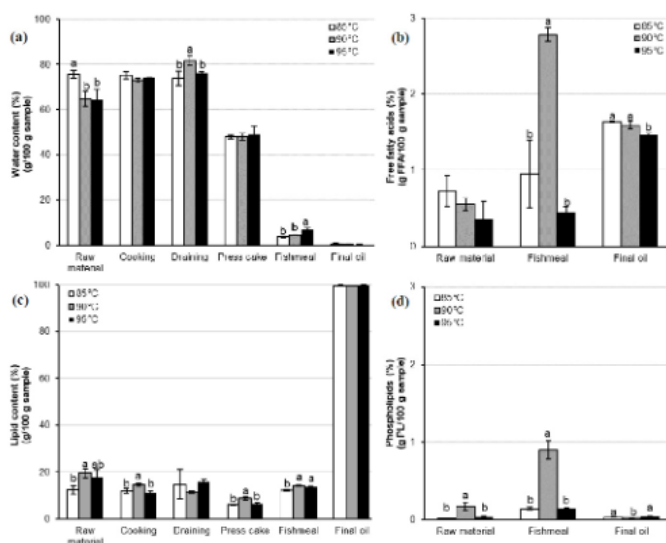 (a)
85°C
90°C
95°C
Water content (%)
(g/100 g sample)
100
80
60
40
20
0
a
b
b
b
a
b
b
b
a
Raw
material
Cooking
Draining
Press cake
Fishmeal
Final oil
(b)
85°C
90°C
95°C
Free fatty acids (%)
(g FFA/100 g sample)
3
2
1
0
b
a
b
a
a
b
Raw material
Fishmeal
Final oil
(c)
85°C
90°C
95°C
Lipid content (%)
(g/100 g sample)
100
80
60
40
20
0
b
a
ab
b
a
b
b
a
b
b
a
a
Raw
material
Cooking
Draining
Press cake
Fishmeal
Final oil
(d)
85°C
90°C
95°C
Phospholipids (%)
(g PL/100 g sample)
3
2
1
0
b
a
b
b
a
b
a
b
a
Raw material
Fishmeal
Final oil